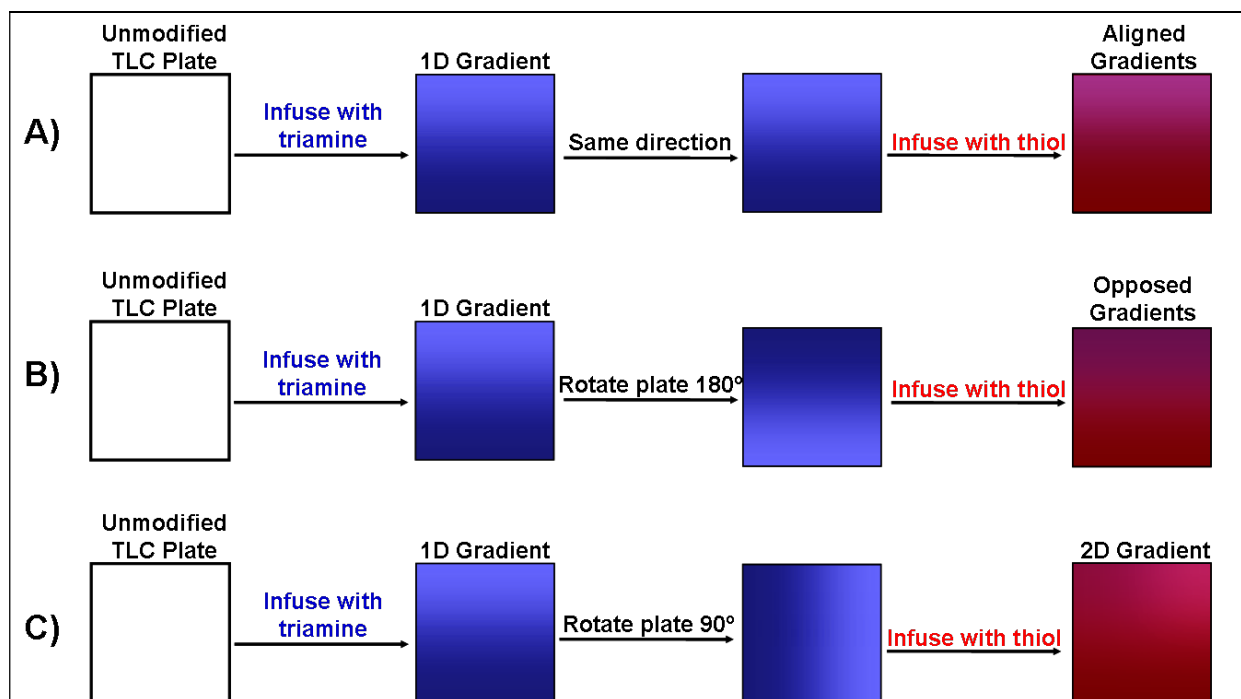 Unmodified
TLC Plate
1D Gradient
Aligned
Gradients
A)
Infuse with
triamine
Same direction
Infuse with thiol
Unmodified
TLC Plate
1D Gradient
Opposed
Gradients
B)
Infuse with
triamine
Rotate plate 180º
Infuse with thiol
Unmodified
TLC Plate
1D Gradient
2D Gradient
C)
Infuse with
triamine
Rotate plate 90º
Infuse with thiol